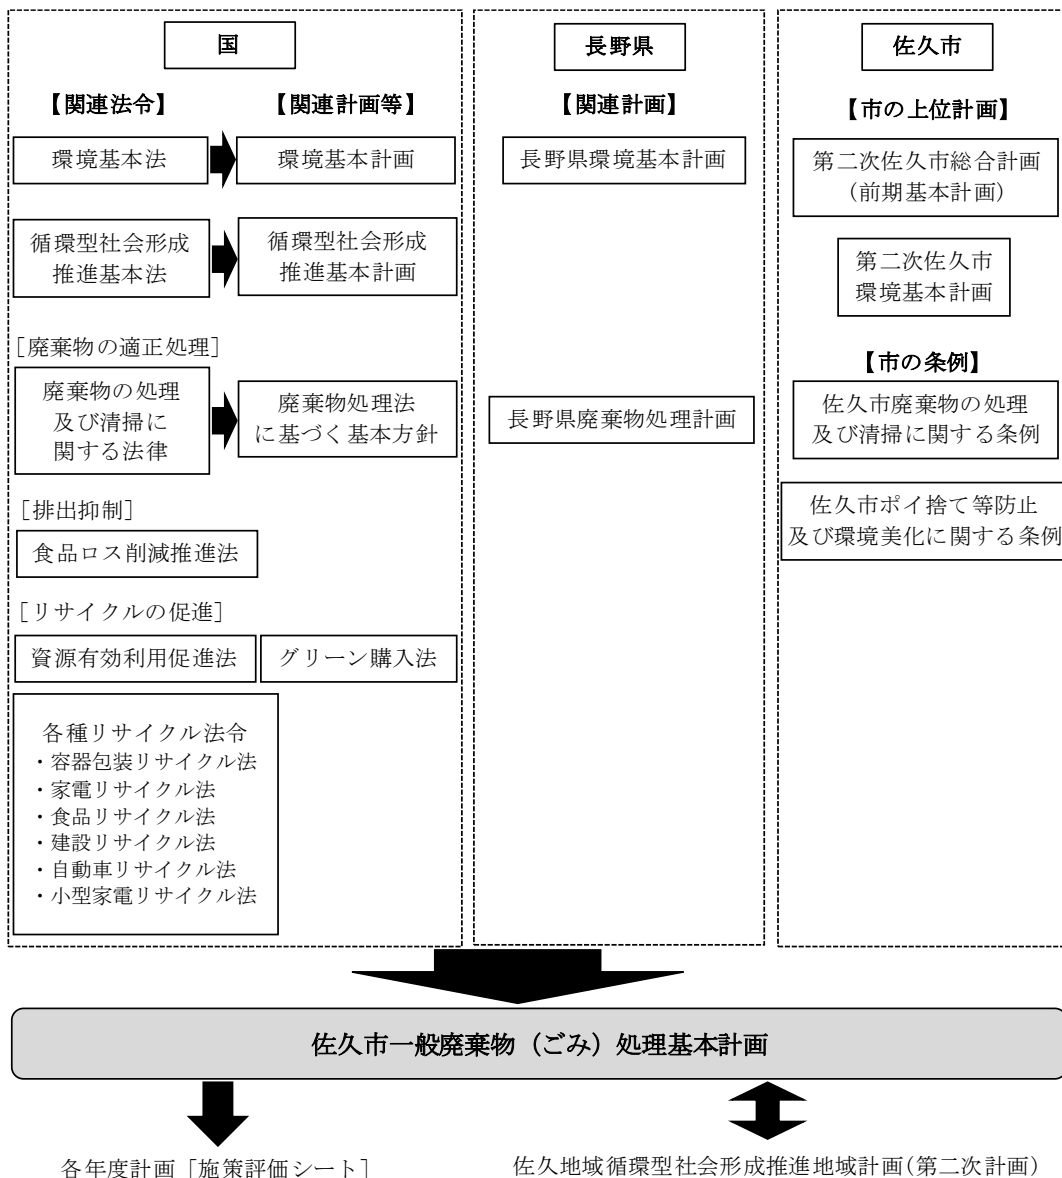 国
【関連法令】
【関連計画等】
環境基本法
環境基本計画
循環型社会形成
推進基本法
循環型社会形成
推進基本計画
［廃棄物の適正処理］
廃棄物の処理
及び清掃に
関する法律
廃棄物処理法
に基づく基本方針
［排出抑制］
食品ロス削減推進法
［リサイクルの促進］
資源有効利用促進法
グリーン購入法
各種リサイクル法令
・容器包装リサイクル法
・家電リサイクル法
・食品リサイクル法
・建設リサイクル法
・自動車リサイクル法
・小型家電リサイクル法
長野県
【関連計画】
長野県環境基本計画
長野県廃棄物処理計画
佐久市
【市の上位計画】
第二次佐久市総合計画
（前期基本計画）
第二次佐久市
環境基本計画
【市の条例】
佐久市廃棄物の処理
及び清掃に関する条例
佐久市ポイ捨て等防止
及び環境美化に関する条例
佐久市一般廃棄物（ごみ）処理基本計画
各年度計画［施策評価シート］
佐久地域循環型社会形成推進地域計画(第二次計画)